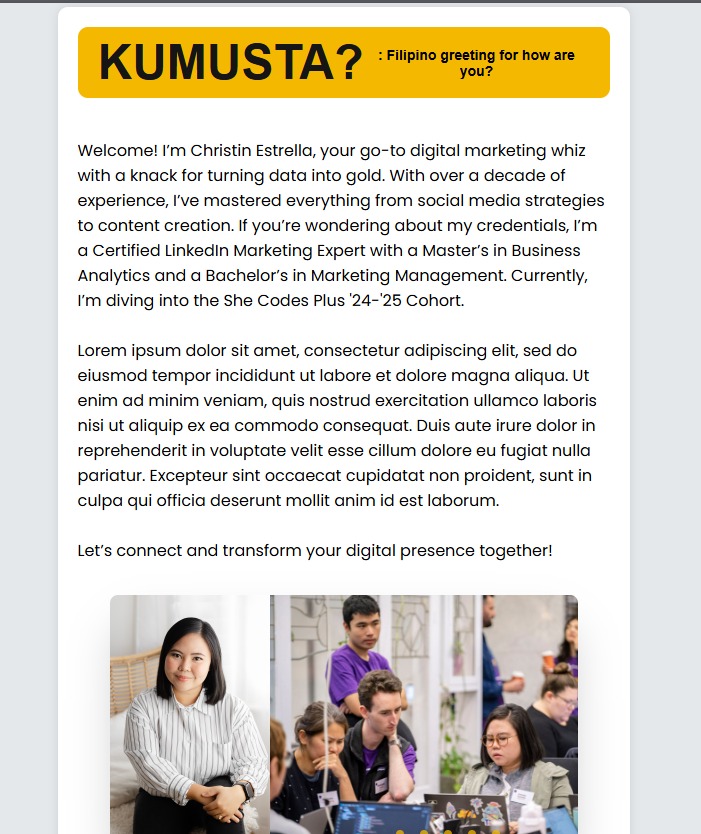 KUMUSTA?
: Filipino greeting for how are
you?
Welcome! I’m Christin Estrella, your go-to digital marketing whiz
with a knack for turning data into gold. With over a decade of
experience, I’ve mastered everything from social media strategies
to content creation. If you’re wondering about my credentials, I’m
a Certified LinkedIn Marketing Expert with a Master’s in Business
Analytics and a Bachelor’s in Marketing Management. Currently,
I’m diving into the She Codes Plus '24-'25 Cohort.
Lorem ipsum dolor sit amet, consectetur adipiscing elit, sed do
eiusmod tempor incididunt ut labore et dolore magna aliqua. Ut
enim ad minim veniam, quis nostrud exercitation ullamco laboris
nisi ut aliquip ex ea commodo consequat. Duis aute irure dolor in
reprehenderit in voluptate velit esse cillum dolore eu fugiat nulla
pariatur. Excepteur sint occaecat cupidatat non proident, sunt in
culpa qui officia deserunt mollit anim id est laborum.
Let’s connect and transform your digital presence together!